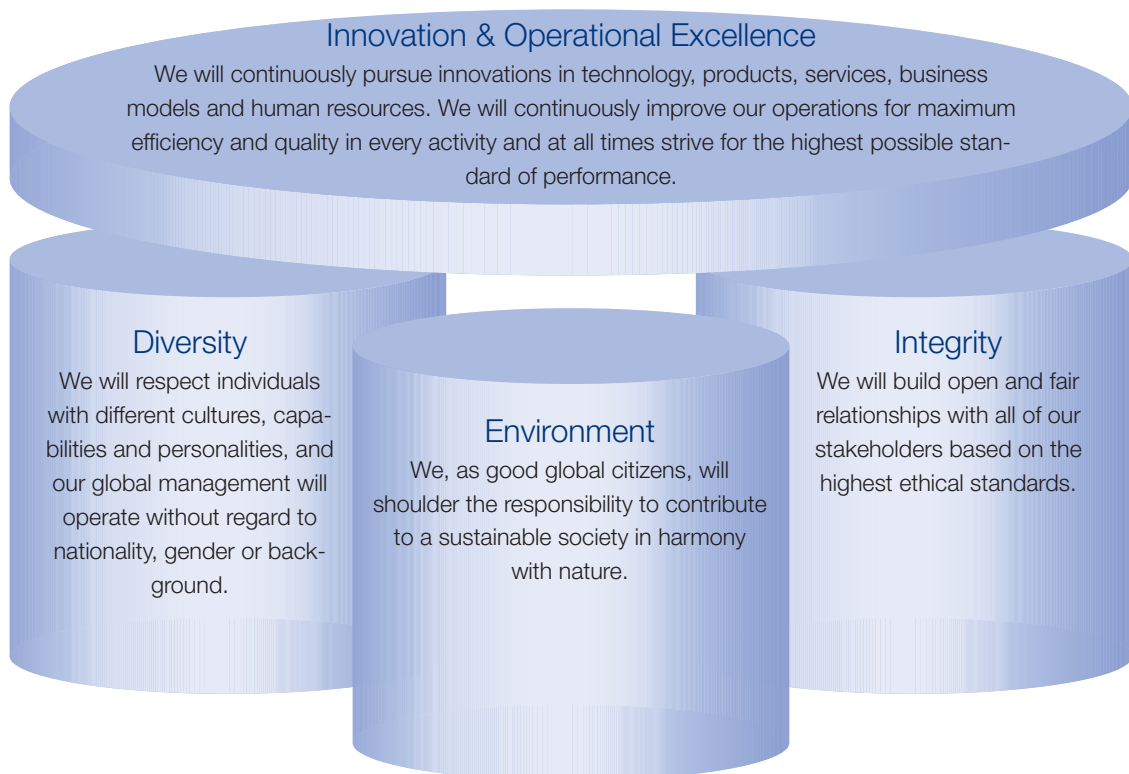 Innovation & Operational Excellence
We will continuously pursue innovations in technology, products, services, business
models and human resources. We will continuously improve our operations for maximum
efficiency and quality in every activity and at all times strive for the highest possible stan-
dard of performance.
Diversity
We will respect individuals
with different cultures, capa-
bilities and personalities, and
our global management will
operate without regard to
nationality, gender or back-
ground.
Environment
We, as good global citizens, will
shoulder the responsibility to contribute
to a sustainable society in harmony
with nature.
Integrity
We will build open and fair
relationships with all of our
stakeholders based on the
highest ethical standards.